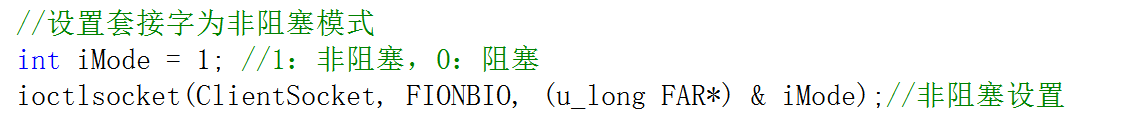 //设置套接字为非阻塞模式
int iMode = 1; //1：非阻塞，0：阻塞
ioctlsocket(ClientSocket, FIONBIO, (u_long FAR*) & iMode);//非阻塞设置